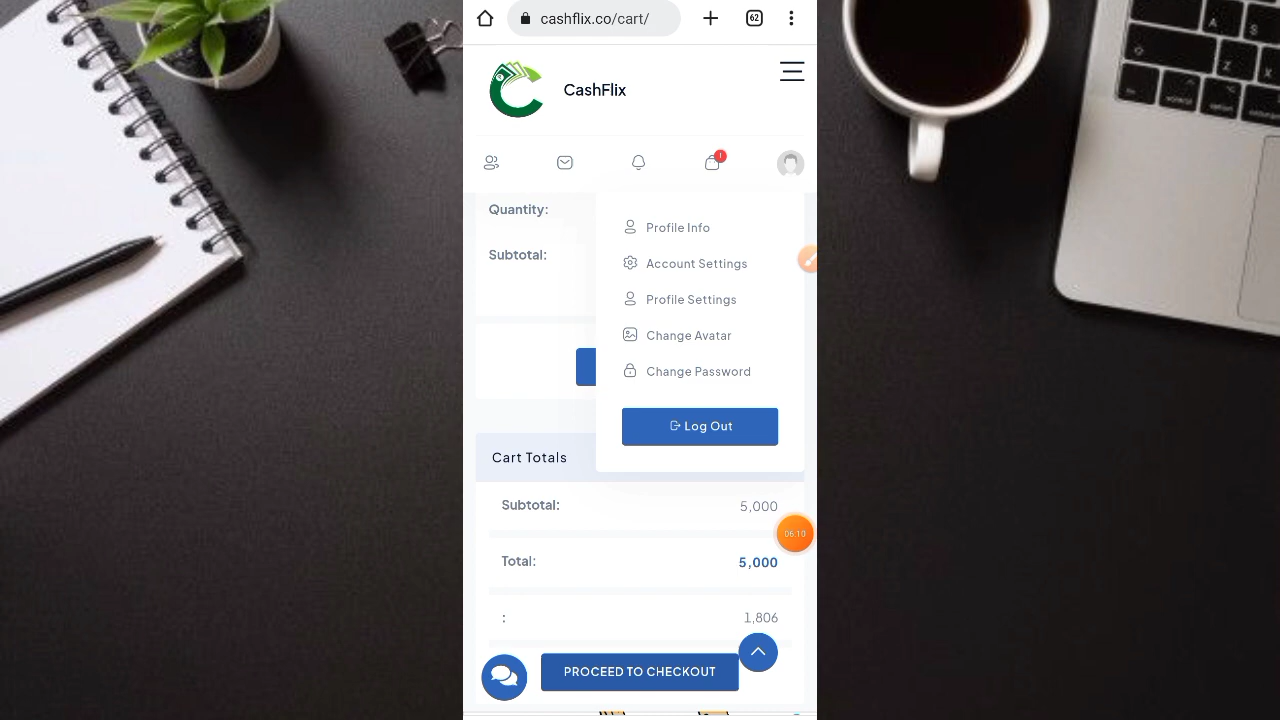 cashflix.co/cart/
62
CashFlix
!
Quantity:
Subtotal:
Profile Info
Account Settings
Profile Settings
Change Avatar
Change Password
Log Out
Cart Totals
Subtotal: 5,000
Total: 5,000
: 1,806
06:10
PROCEED TO CHECKOUT
A
S
Z
X